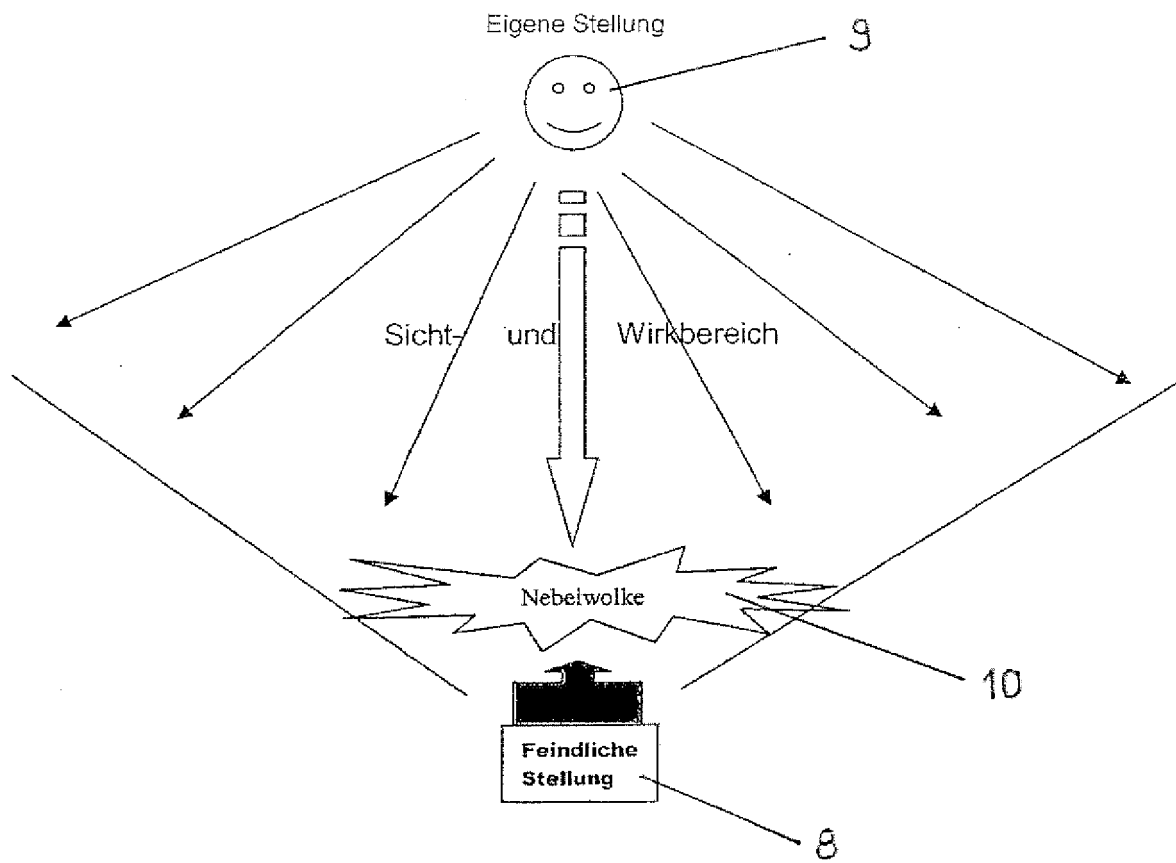 Eigene Stellung
9
Sicht- und Wirkbereich
Nebelwolke
10
Feindliche
Stellung
8